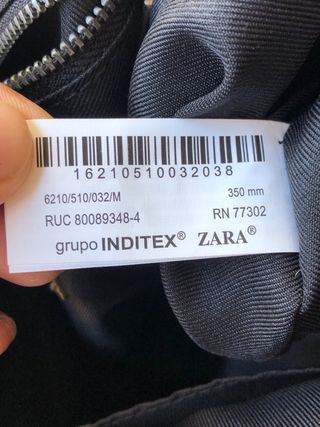 16210510032038
6210/510/032/M 350 mm
RUC 80089348-4 RN 77302
grupo INDITEX® ZARA®